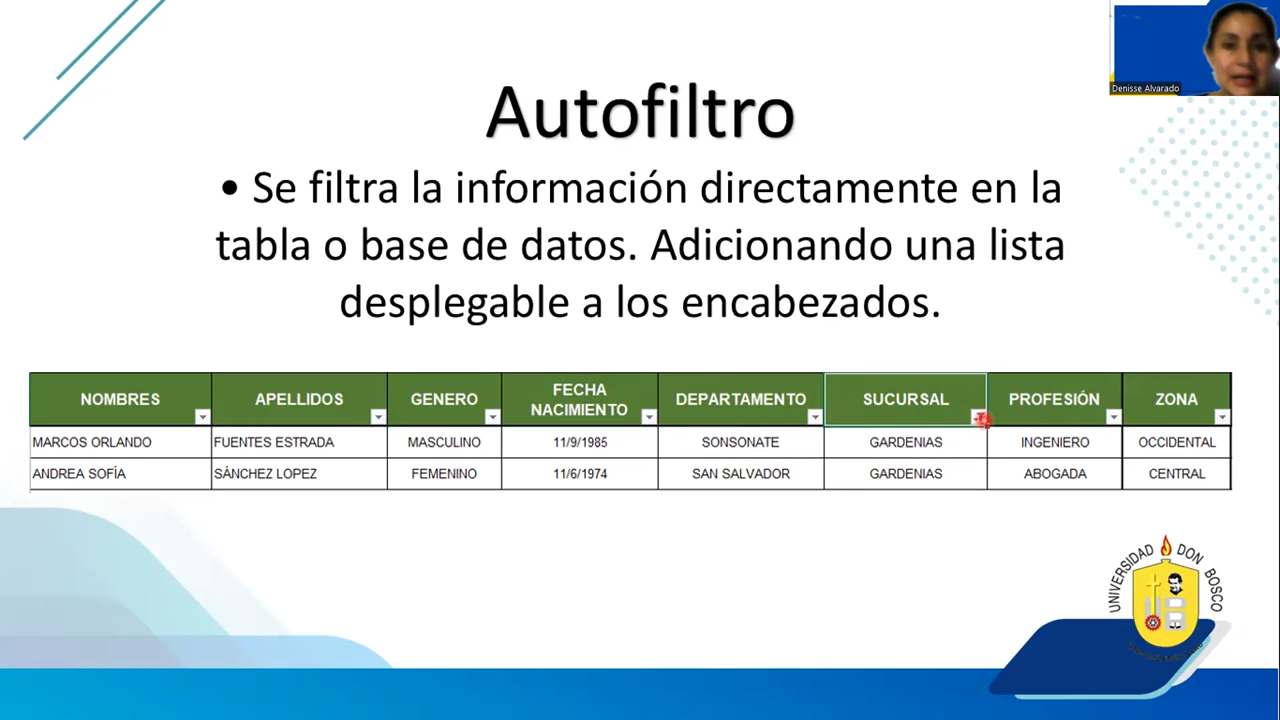 Denisse Alvarado
Autofiltro
• Se filtra la información directamente en la
tabla o base de datos. Adicionando una lista
desplegable a los encabezados.
NOMBRES APELLIDOS GENERO FECHA NACIMIENTO DEPARTAMENTO SUCURSAL PROFESIÓN ZONA
MARCOS ORLANDO FUENTES ESTRADA MASCULINO 11/9/1985 SONSONATE GARDENIAS INGENIERO OCCIDENTAL
ANDREA SOFÍA SÁNCHEZ LOPEZ FEMENINO 11/6/1974 SAN SALVADOR GARDENIAS ABOGADA CENTRAL
UNIVERSIDAD DON BOSCO